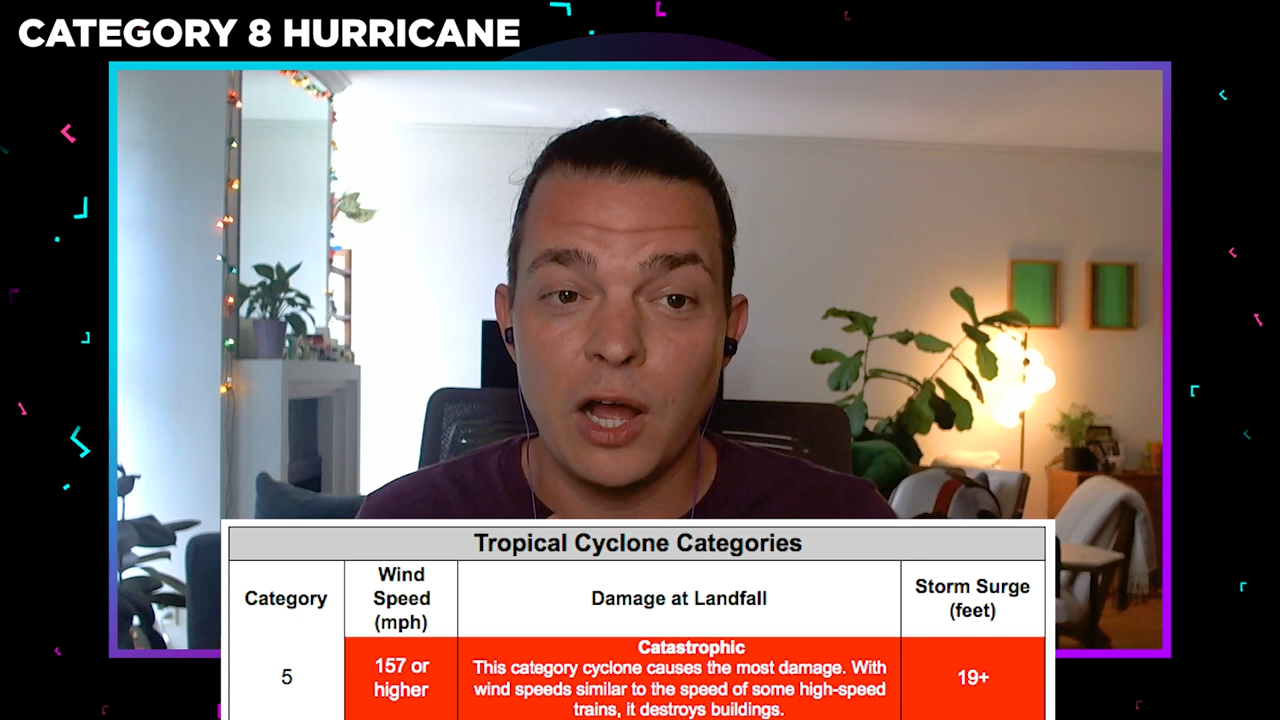 CATEGORY 8 HURRICANE
Tropical Cyclone Categories
Category
Wind
Speed
(mph)
Damage at Landfall
Storm Surge
(feet)
5
157 or
higher
Catastrophic
This category cyclone causes the most damage. With
wind speeds similar to the speed of some high-speed
trains, it destroys buildings.
19+